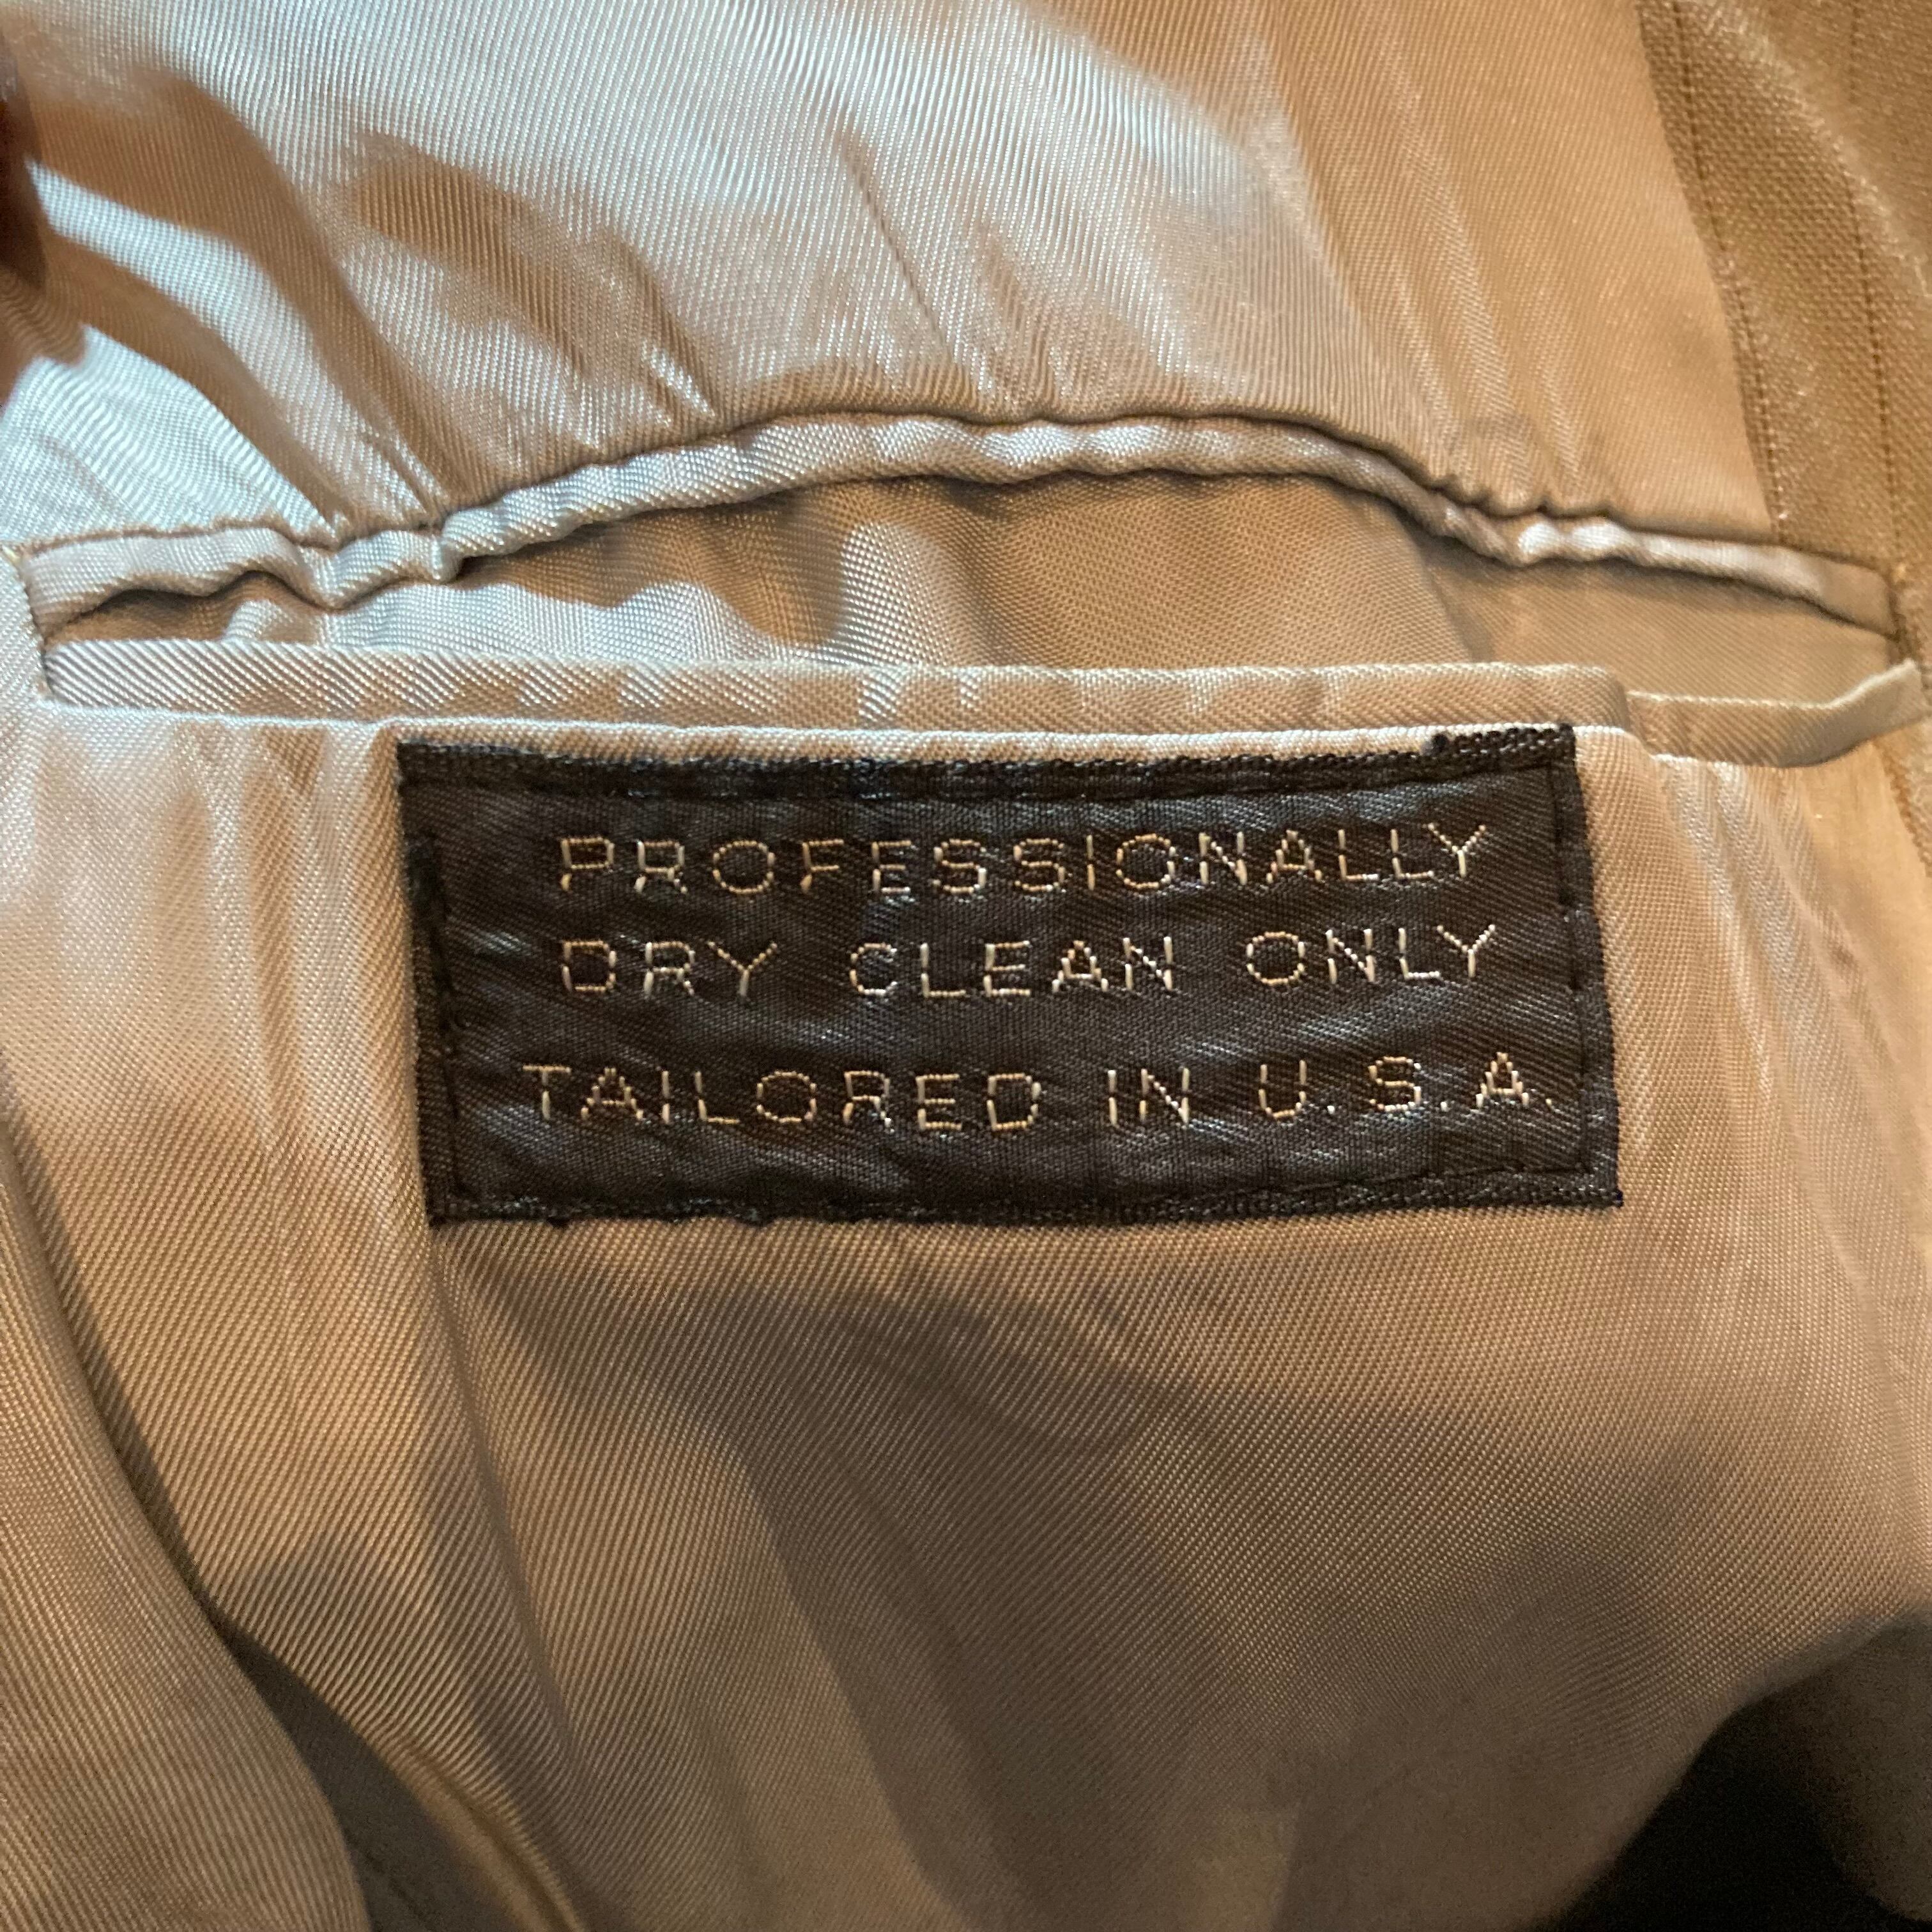 PROFESSIONALLY
DRY CLEAN ONLY
TAILORED IN U.S.A.